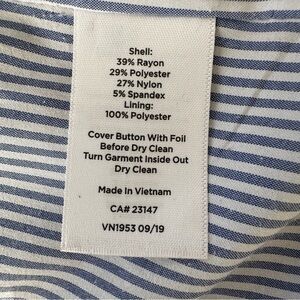 Shell:
39% Rayon
29% Polyester
27% Nylon
5% Spandex
Lining:
100% Polyester
Cover Button With Foil
Before Dry Clean
Turn Garment Inside Out
Dry Clean
Made In Vietnam
CA# 23147
VN1953 09/19